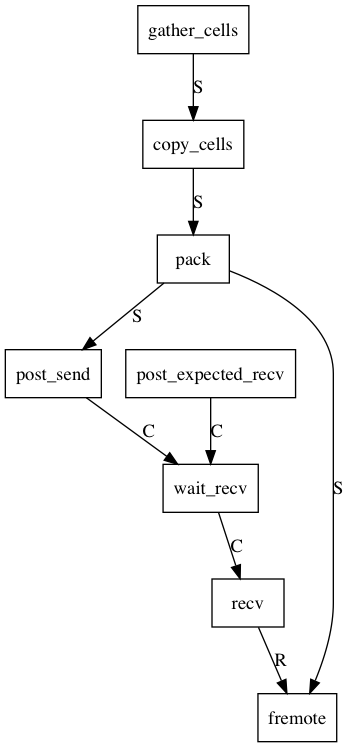 gather_cells
S
copy_cells
S
pack
S
post_send
post_expected_recv
C
C
S
wait_recv
C
recv
R
fremote